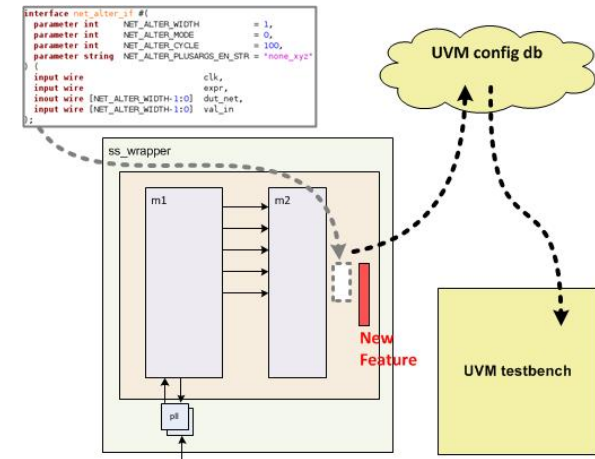 interface net_alter_if #(
parameter int NET_ALTER_WIDTH = 1,
parameter int NET_ALTER_MODE = 0,
parameter int NET_ALTER_CYCLE = 100,
parameter string NET_ALTER_PLUSARGS_EN_STR = "none_xyz"
) (
input wire clk,
input wire expr,
inout wire [NET_ALTER_WIDTH-1:0] dut_net,
input wire [NET_ALTER_WIDTH-1:0] val_in
);
UVM config db
ss_wrapper
m1
m2
New
Feature
UVM testbench
pll